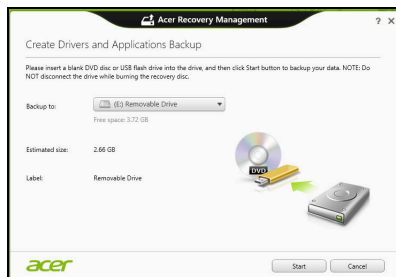 Acer Recovery Management
? ×
Create Drivers and Applications Backup
Please insert a blank DVD disc or USB flash drive into the drive, and then click Start button to backup your data. NOTE: Do
NOT disconnect the drive while burning the recovery disc.
Backup to:
(E:) Removable Drive
Free space: 3.72 GB
Estimated size:
2.66 GB
Label:
Removable Drive
DVD
acer
Start
Cancel